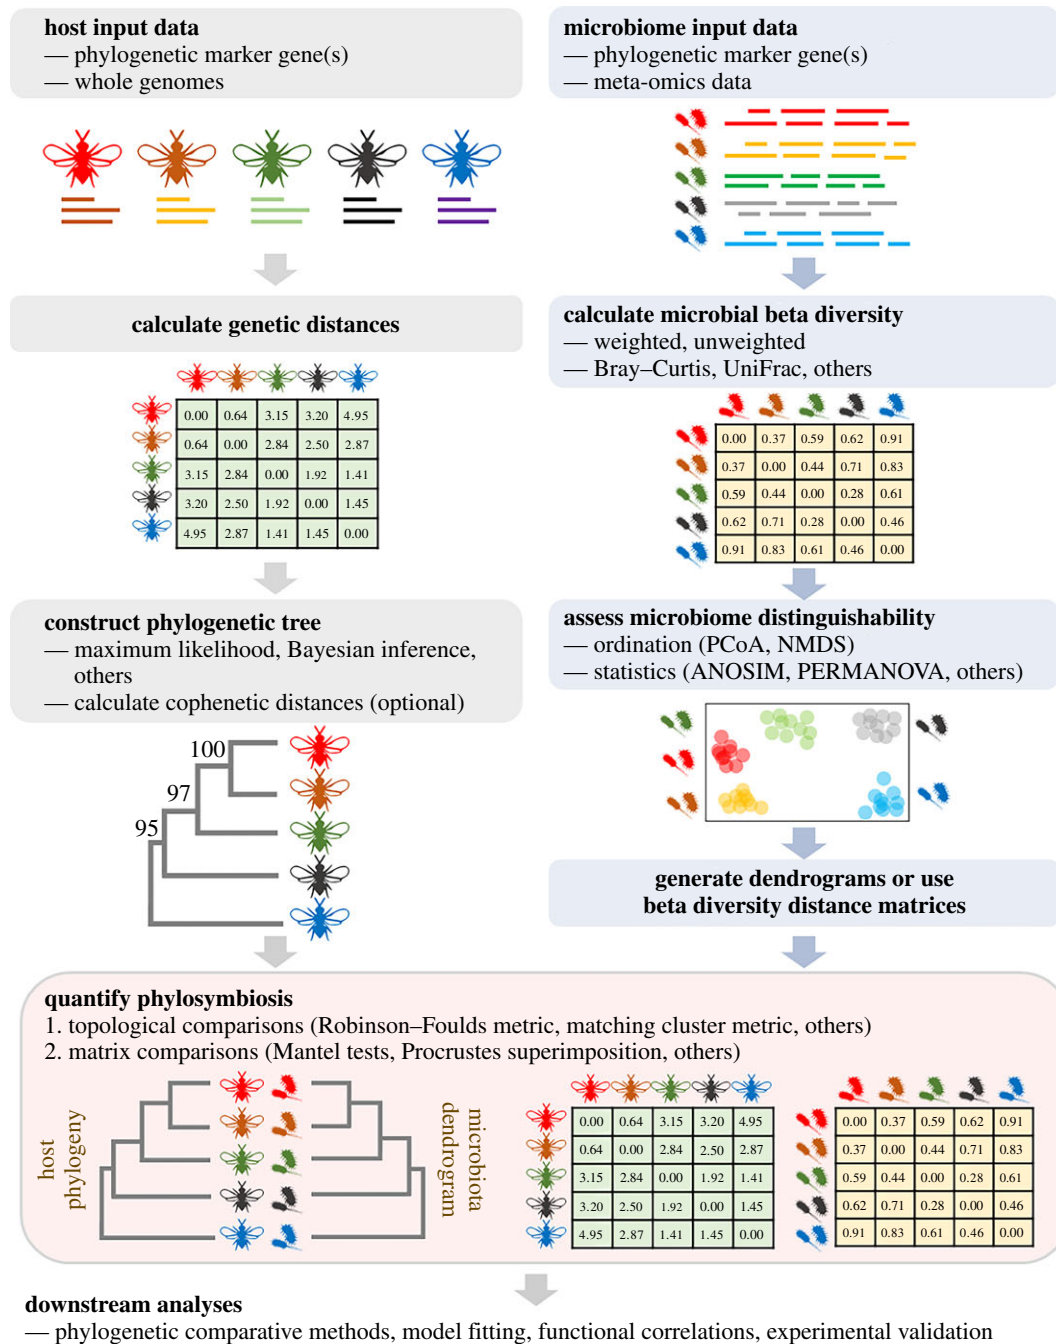 host input data
— phylogenetic marker gene(s)
— whole genomes
microbiome input data
— phylogenetic marker gene(s)
— meta-omics data
calculate genetic distances
0.00 0.64 3.15 3.20 4.95
0.64 0.00 2.84 2.50 2.87
3.15 2.84 0.00 1.92 1.41
3.20 2.50 1.92 0.00 1.45
4.95 2.87 1.41 1.45 0.00
calculate microbial beta diversity
— weighted, unweighted
— Bray–Curtis, UniFrac, others
0.00 0.37 0.59 0.62 0.91
0.37 0.00 0.44 0.71 0.83
0.59 0.44 0.00 0.28 0.61
0.62 0.71 0.28 0.00 0.46
0.91 0.83 0.61 0.46 0.00
construct phylogenetic tree
— maximum likelihood, Bayesian inference,
others
— calculate cophenetic distances (optional)
100
97
95
assess microbiome distinguishability
— ordination (PCoA, NMDS)
— statistics (ANOSIM, PERMANOVA, others)
generate dendrograms or use
beta diversity distance matrices
quantify phylosymbiosis
1. topological comparisons (Robinson–Foulds metric, matching cluster metric, others)
2. matrix comparisons (Mantel tests, Procrustes superimposition, others)
host
phylogeny
microbiota
dendrogram
0.00 0.64 3.15 3.20 4.95
0.64 0.00 2.84 2.50 2.87
3.15 2.84 0.00 1.92 1.41
3.20 2.50 1.92 0.00 1.45
4.95 2.87 1.41 1.45 0.00
0.00 0.37 0.59 0.62 0.91
0.37 0.00 0.44 0.71 0.83
0.59 0.44 0.00 0.28 0.61
0.62 0.71 0.28 0.00 0.46
0.91 0.83 0.61 0.46 0.00
downstream analyses
— phylogenetic comparative methods, model fitting, functional correlations, experimental validation